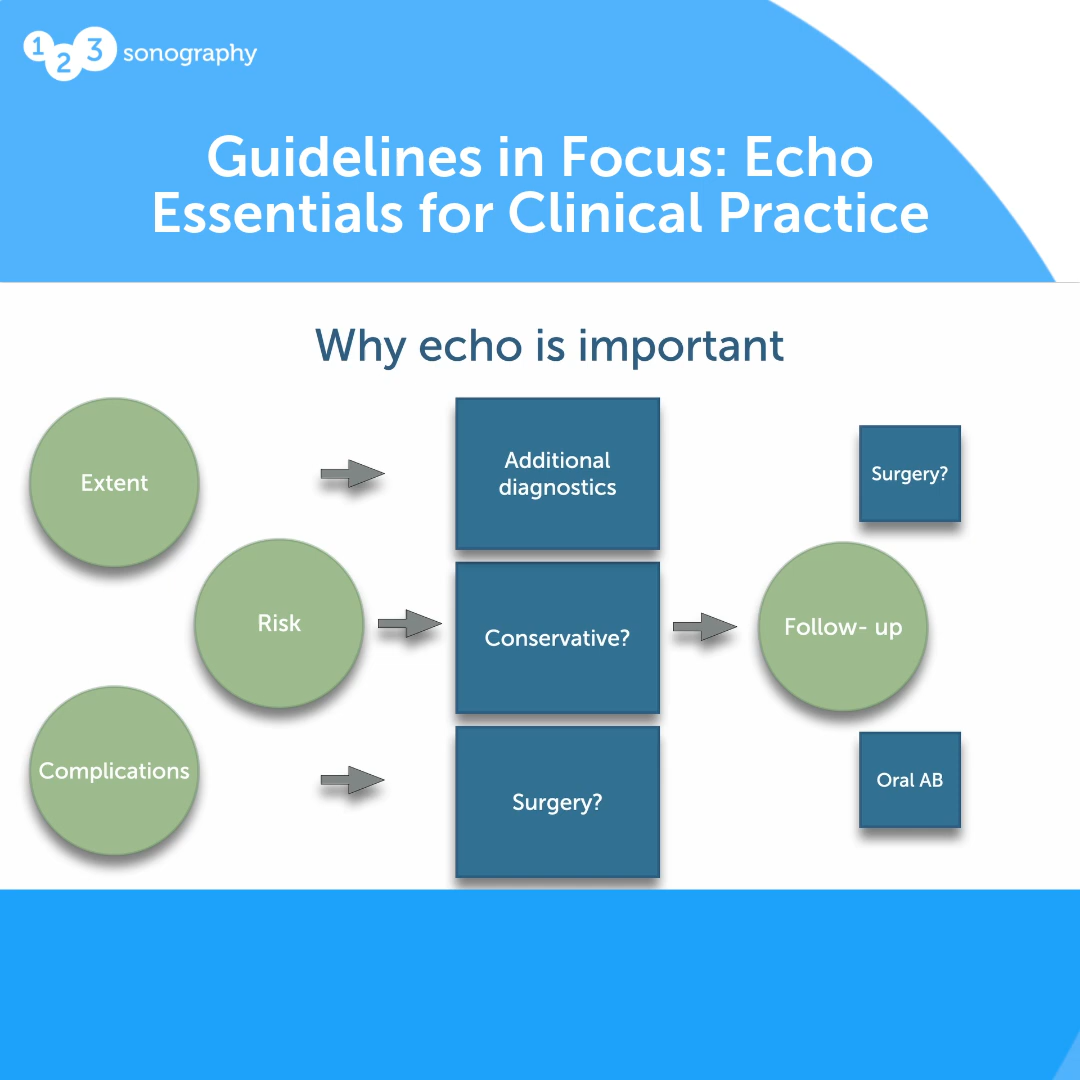 1 2 3 sonography
Guidelines in Focus: Echo
Essentials for Clinical Practice
Why echo is important
Extent
Additional
diagnostics
Surgery?
Risk
Conservative?
Follow- up
Complications
Surgery?
Oral AB